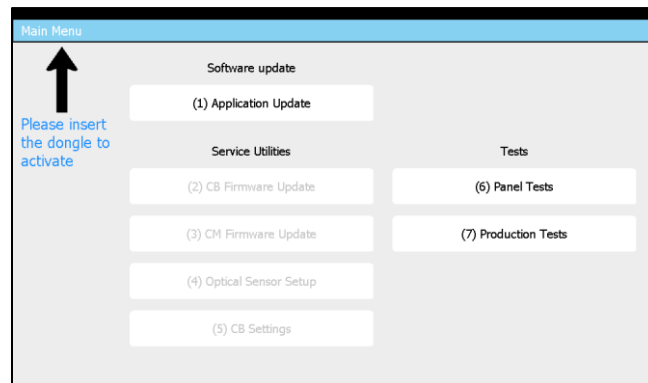 Main Menu
Please insert
the dongle to
activate
Software update
(1) Application Update
Service Utilities
(2) CB Firmware Update
(3) CM Firmware Update
(4) Optical Sensor Setup
(5) CB Settings
Tests
(6) Panel Tests
(7) Production Tests